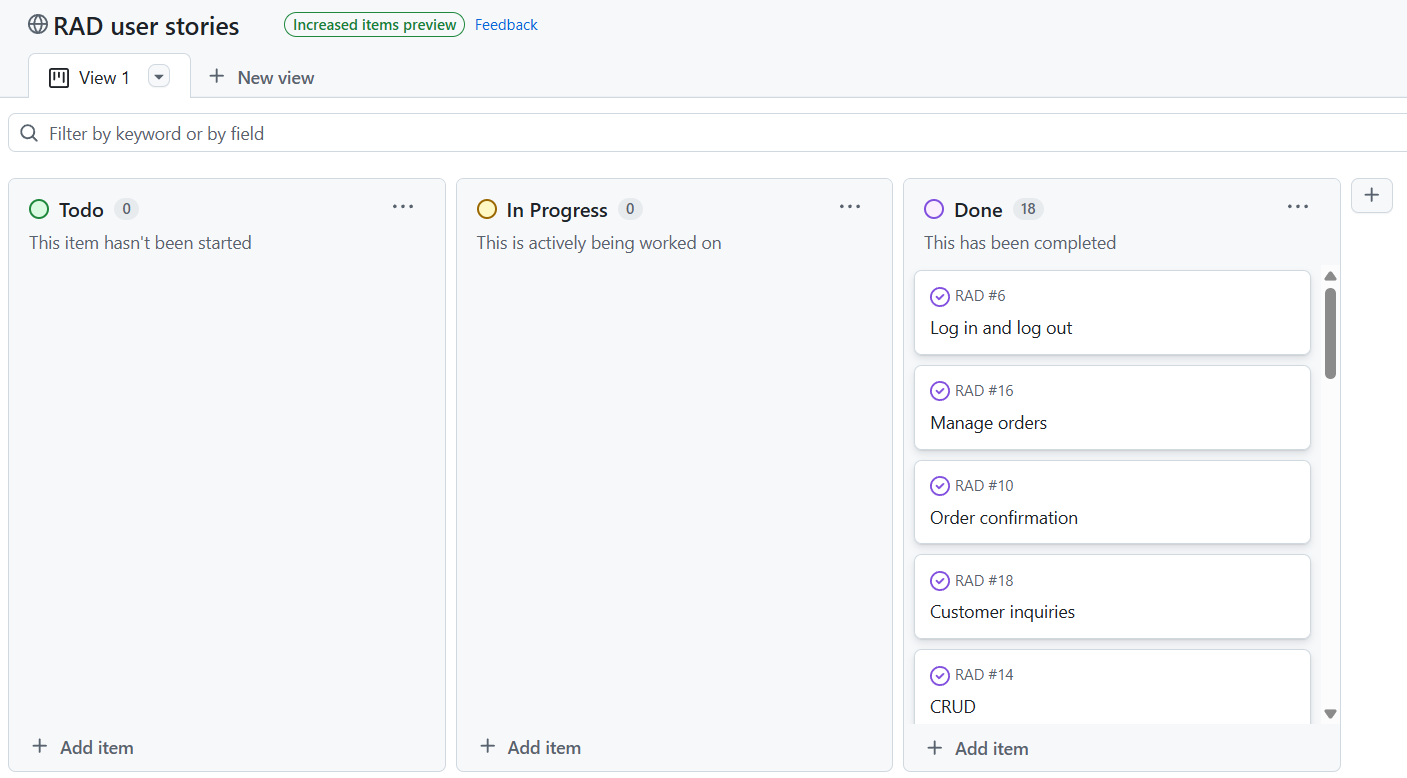 RAD user stories
Increased items preview
Feedback
View 1
New view
Filter by keyword or by field
Todo 0
This item hasn't been started
Add item
In Progress 0
This is actively being worked on
Add item
Done 18
This has been completed
RAD #6
Log in and log out
RAD #16
Manage orders
RAD #10
Order confirmation
RAD #18
Customer inquiries
RAD #14
CRUD
Add item